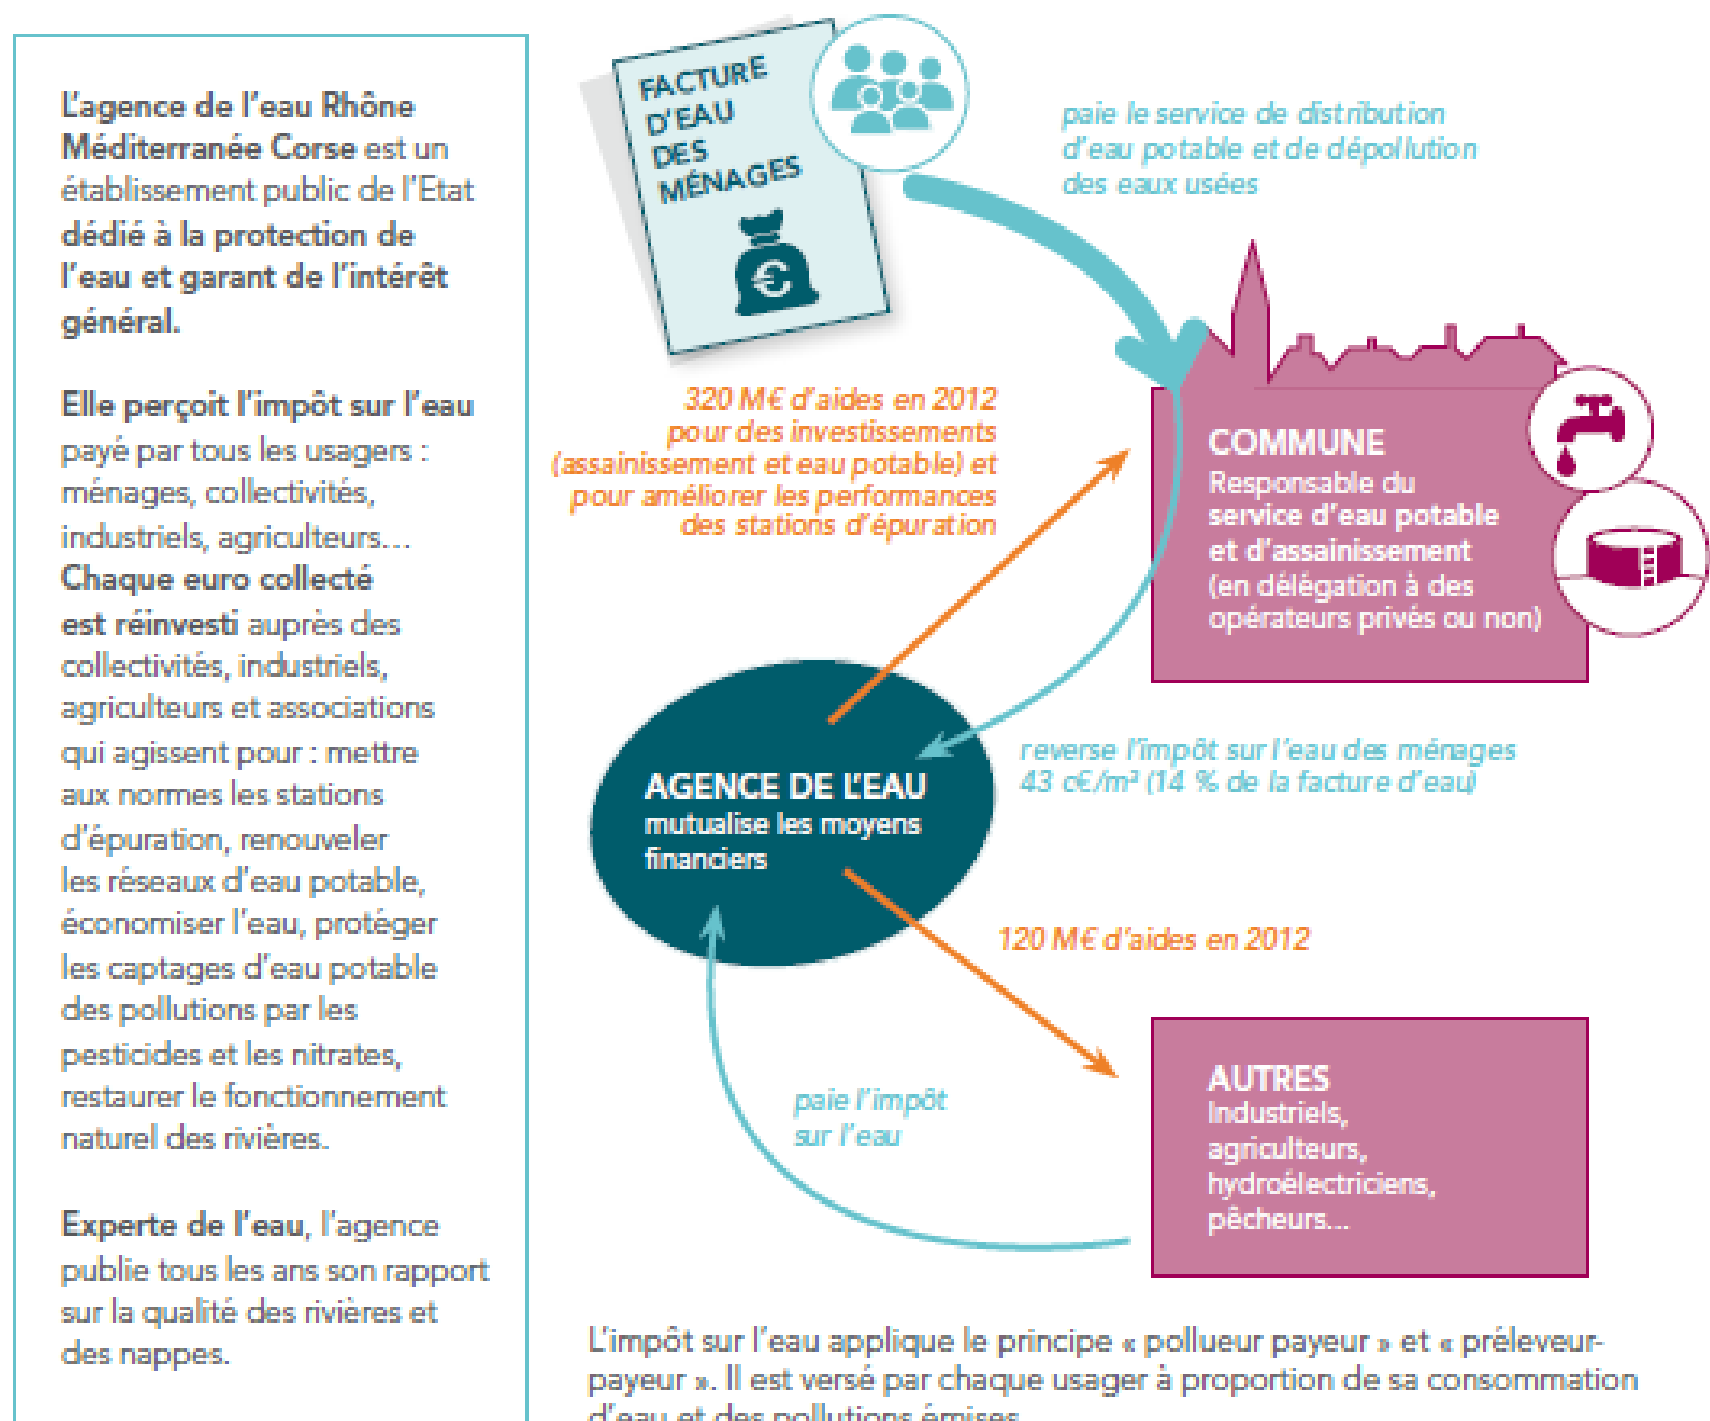 L'agence de l'eau Rhône
Méditerranée Corse est un
établissement public de l'Etat
dédié à la protection de
l'eau et garant de l'intérêt
général.
Elle perçoit l'impôt sur l'eau
payé par tous les usagers :
ménages, collectivités,
industriels, agriculteurs...
Chaque euro collecté
est réinvesti auprès des
collectivités, industriels,
agriculteurs et associations
qui agissent pour : mettre
aux normes les stations
d'épuration, renouveler
les réseaux d'eau potable,
économiser l'eau, protéger
les captages d'eau potable
des pollutions par les
pesticides et les nitrates,
restaurer le fonctionnement
naturel des rivières.
Experte de l'eau, l'agence
publie tous les ans son rapport
sur la qualité des rivières et
des nappes.
FACTURE
D'EAU
DES
MÉNAGES
€
paie le service de distribution
d'eau potable et de dépollution
des eaux usées
320 M€ d'aides en 2012
pour des investissements
(assainissement et eau potable) et
pour améliorer les performances
des stations d'épuration
COMMUNE
Responsable du
service d'eau potable
et d'assainissement
(en délégation à des
opérateurs privés ou non)
AGENCE DE L'EAU
mutualise les moyens
financiers
reverse l'impôt sur l'eau des ménages
43 c€/m³ (14 % de la facture d'eau)
120 M€ d'aides en 2012
paie l'impôt
sur l'eau
AUTRES
Industriels,
agriculteurs,
hydroélectriciens,
pêcheurs...
L'impôt sur l'eau applique le principe « pollueur payeur » et « préleveur-
payeur ». Il est versé par chaque usager à proportion de sa consommation
d'eau et des pollutions émises